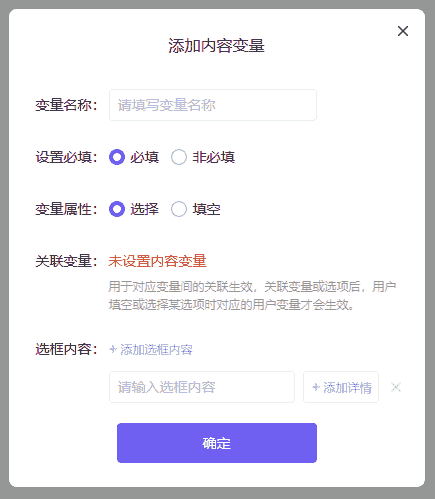 添加内容变量
变量名称： 请填写变量名称
设置必填： 必填 非必填
变量属性： 选择 填空
关联变量： 未设置内容变量
用于对应变量间的关联生效，关联变量或选项后，用户
填空或选择某选项时对应的用户变量才会生效。
选框内容： + 添加选框内容
请输入选框内容 + 添加详情
确定